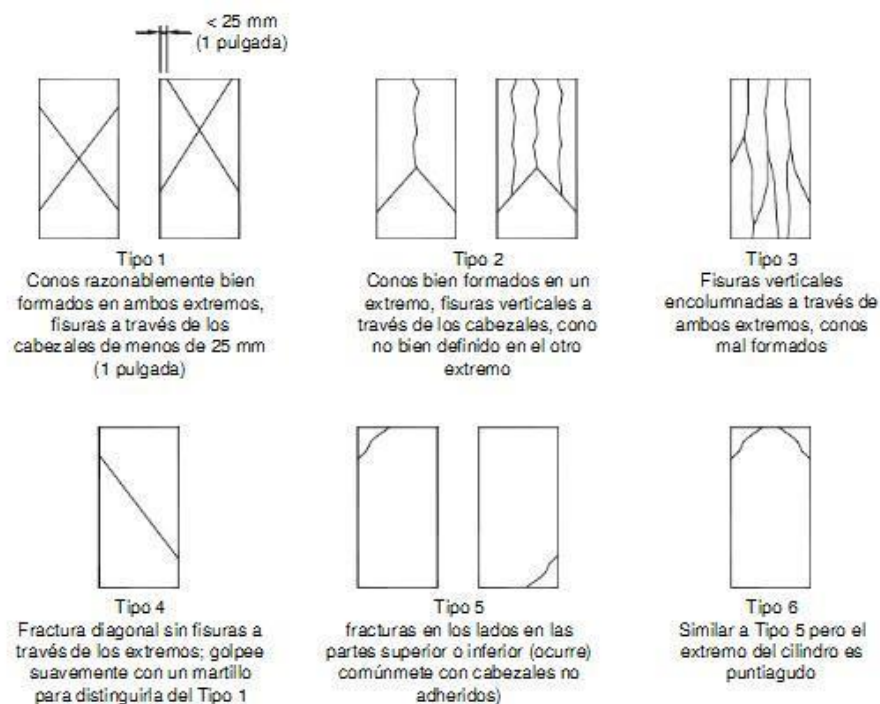 < 25 mm
(1 pulgada)
Tipo 1
Conos razonablemente bien
formados en ambos extremos,
fisuras a través de los
cabezales de menos de 25 mm
(1 pulgada)
Tipo 2
Conos bien formados en un
extremo, fisuras verticales a
través de los cabezales, cono
no bien definido en el otro
extremo
Tipo 3
Fisuras verticales
encolumnadas a través de
ambos extremos, conos
mal formados
Tipo 4
Fractura diagonal sin fisuras a
través de los extremos; golpee
suavemente con un martillo
para distinguirla del Tipo 1
Tipo 5
fracturas en los lados en las
partes superior o inferior (ocurre)
comúnmete con cabezales no
adheridos)
Tipo 6
Similar a Tipo 5 pero el
extremo del cilindro es
puntiagudo